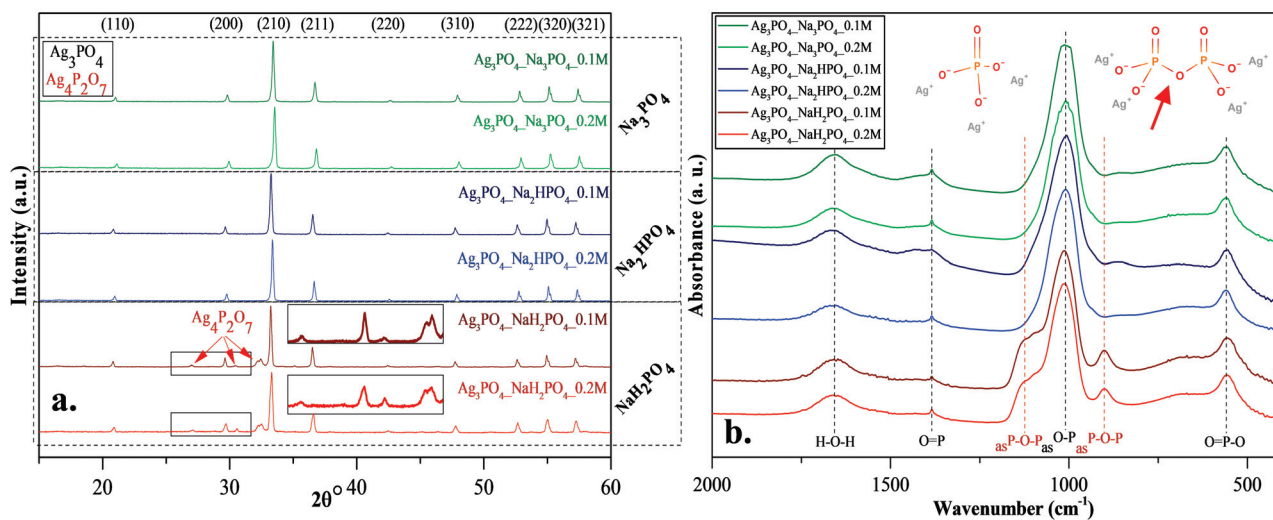 (110) (200) (210) (211) (220) (310) (222) (320) (321)
Ag₃PO₄
Ag₄P₂O₇
Ag₃PO₄_Na₃PO₄_0.1M
Ag₃PO₄_Na₃PO₄_0.2M
Na₃PO₄
Ag₃PO₄_Na₂HPO₄_0.1M
Ag₃PO₄_Na₂HPO₄_0.2M
Na₂HPO₄
Ag₄P₂O₇
Ag₃PO₄_NaH₂PO₄_0.1M
Ag₃PO₄_NaH₂PO₄_0.2M
NaH₂PO₄
a.
Intensity (a.u.)
20 30 40 50 60
2θ°
Ag₃PO₄_Na₃PO₄_0.1M
Ag₃PO₄_Na₃PO₄_0.2M
Ag₃PO₄_Na₂HPO₄_0.1M
Ag₃PO₄_Na₂HPO₄_0.2M
Ag₃PO₄_NaH₂PO₄_0.1M
Ag₃PO₄_NaH₂PO₄_0.2M
O
Ag⁺ O⁻ P O⁻ Ag⁺
O⁻
Ag⁺
O O
Ag⁺ O⁻ P P O⁻ Ag⁺
O
O⁻ O⁻
Ag⁺ Ag⁺
b.
H-O-H O=P asP-O-P asO-P asP-O-P O=P-O
Absorbance (a. u.)
2000 1500 1000 500
Wavenumber (cm⁻¹)